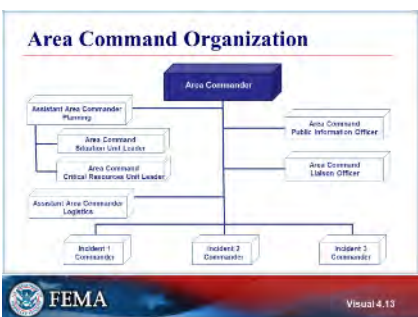 Area Command Organization
Area Commander
Assistant Area Commander
Planning
Area Command
Situation Unit Leader
Area Command
Critical Resources Unit Leader
Assistant Area Commander
Logistics
Area Command
Public Information Officer
Area Command
Liaison Officer
Incident 1
Commander
Incident 2
Commander
Incident 3
Commander
FEMA
Visual 4.13